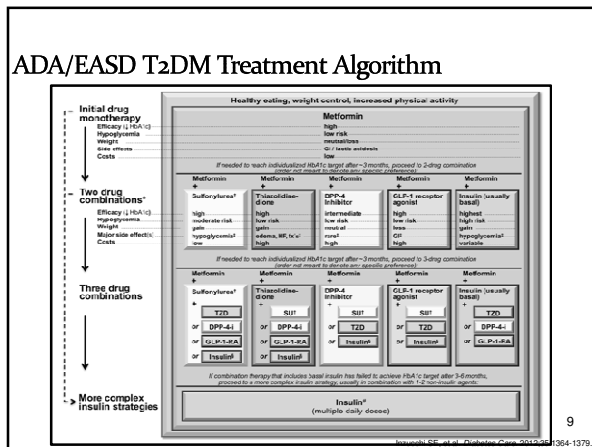 ADA/EASD T2DM Treatment Algorithm
Healthy eating, weight control, increased physical activity
Initial drug
monotherapy
Metformin
Efficacy (↓ HbA1c) high
Hypoglycemia low risk
Weight neutral/loss
Side effects GI / lactic acidosis
Costs low
If needed to reach individualized HbA1c target after ~3 months, proceed to 2-drug combination
(order not meant to denote any specific preference):
Metformin Metformin Metformin Metformin Metformin
+ + + + +
Two drug
combinations*
Sulfonylurea† Thiazolidine-
dione DPP-4
Inhibitor GLP-1 receptor
agonist Insulin (usually
basal)
Efficacy (↓ HbA1c) high high intermediate high highest
Hypoglycemia moderate risk low risk low risk low risk high risk
Weight gain gain neutral loss gain
Major side effect(s) hypoglycemia‡ edema, HF, fx's‡ rare‡ GI‡ hypoglycemia‡
Costs low high high high variable
If needed to reach individualized HbA1c target after ~3 months, proceed to 3-drug combination
(order not meant to denote any specific preference):
Three drug
combinations
Metformin Metformin Metformin Metformin Metformin
+ + + + +
Sulfonylurea† Thiazolidine-
dione DPP-4
Inhibitor GLP-1 receptor
agonist Insulin (usually
basal)
+ + + + +
TZD SU† SU† SU† TZD
or DPP-4-i or DPP-4-i or TZD or TZD or DPP-4-i
or GLP-1-RA or GLP-1-RA or Insulin§ or Insulin§ or GLP-1-RA
or Insulin§ or Insulin§
If combination therapy that includes basal insulin has failed to achieve HbA1c target after 3-6 months,
proceed to a more complex insulin strategy, usually in combination with 1-2 non-insulin agents:
More complex
insulin strategies
Insulin#
(multiple daily doses)
9
Inzucchi SE, et al. Diabetes Care. 2012;35:1364-1379.